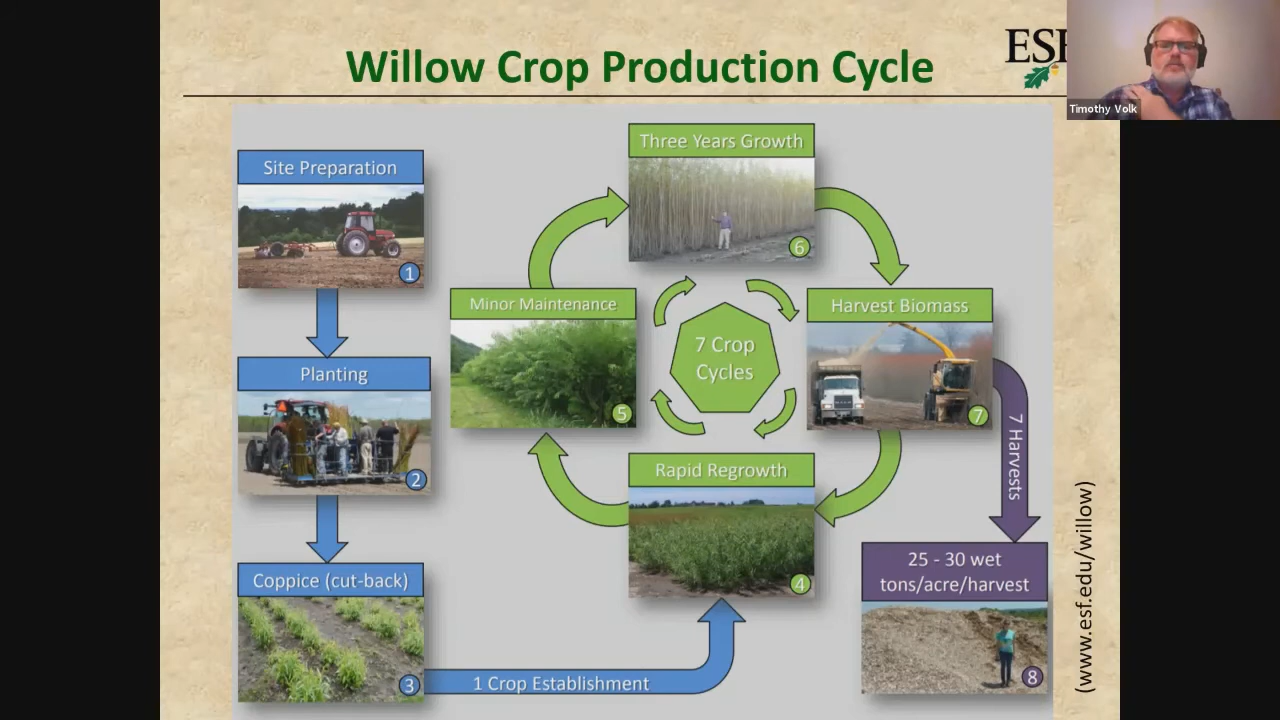 Willow Crop Production Cycle
ESF
Timothy Volk
Site Preparation
1
Planting
2
Coppice (cut-back)
3
1 Crop Establishment
Rapid Regrowth
4
Minor Maintenance
5
Three Years Growth
6
Harvest Biomass
7
7 Crop
Cycles
7 Harvests
25 - 30 wet
tons/acre/harvest
8
(www.esf.edu/willow)